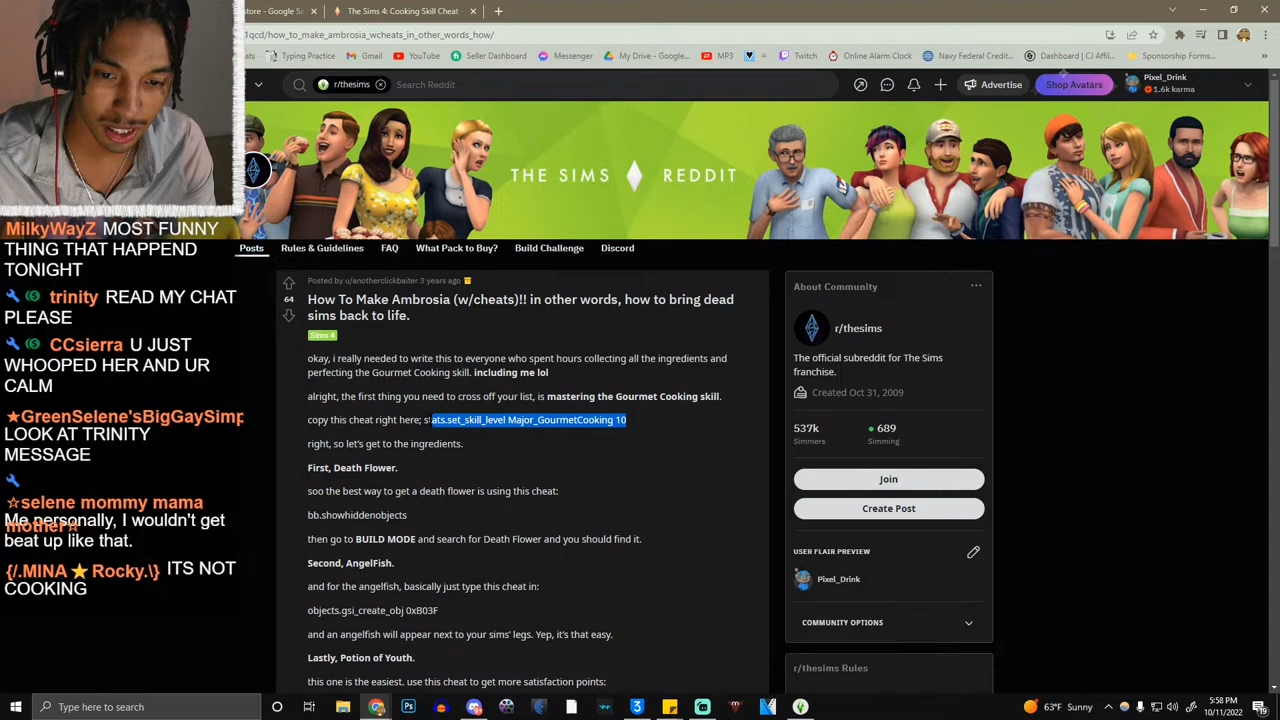 store - Google S
The Sims 4: Cooking Skill Cheat
1qcd/how_to_make_ambrosia_wcheats_in_other_words_how/
ts
Typing Practice
Gmail
YouTube
Seller Dashboard
Messenger
My Drive - Google...
MP3
=
Twitch
Online Alarm Clock
Navy Federal Credit...
Dashboard | CJ Affil...
Sponsorship Forms...
»
r/thesims
Search Reddit
Advertise
Shop Avatars
Pixel_Drink
1.6k karma
THE SIMS REDDIT
Posts
Rules & Guidelines
FAQ
What Pack to Buy?
Build Challenge
Discord
MilkyWayZ MOST FUNNY
THING THAT HAPPEND
TONIGHT
trinity READ MY CHAT
PLEASE
CCsierra U JUST
WHOOPED HER AND UR
CALM
★GreenSelene'sBigGaySimp
LOOK AT TRINITY
MESSAGE
☆selene mommy mama
mother☆
Me personally, I wouldn't get
beat up like that.
{/.MINA ⭐ Rocky.\} ITS NOT
COOKING
Posted by u/anotherclickbaiter 3 years ago
64
How To Make Ambrosia (w/cheats)!! in other words, how to bring dead
sims back to life.
Sims 4
okay, i really needed to write this to everyone who spent hours collecting all the ingredients and
perfecting the Gourmet Cooking skill. including me lol
alright, the first thing you need to cross off your list, is mastering the Gourmet Cooking skill.
copy this cheat right here; stats.set_skill_level Major_GourmetCooking 10
right, so let's get to the ingredients.
First, Death Flower.
soo the best way to get a death flower is using this cheat:
bb.showhiddenobjects
then go to BUILD MODE and search for Death Flower and you should find it.
Second, AngelFish.
and for the angelfish, basically just type this cheat in:
objects.gsi_create_obj 0xB03F
and an angelfish will appear next to your sims' legs. Yep, it's that easy.
Lastly, Potion of Youth.
this one is the easiest. use this cheat to get more satisfaction points:
About Community
r/thesims
The official subreddit for The Sims
franchise.
Created Oct 31, 2009
537k
689
Simmers
Simming
Join
Create Post
USER FLAIR PREVIEW
Pixel_Drink
COMMUNITY OPTIONS
r/thesims Rules
Type here to search
63°F Sunny
5:58 PM
10/11/2022
19